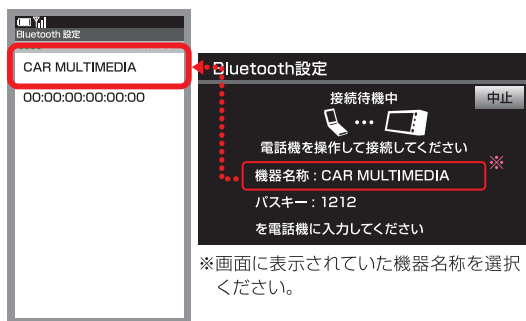 Bluetooth 設定
CAR MULTIMEDIA
00:00:00:00:00:00
Bluetooth設定
接続待機中
中止
電話機を操作して接続してください
機器名称 : CAR MULTIMEDIA
※
パスキー : 1212
を電話機に入力してください
※画面に表示されていた機器名称を選択
ください。